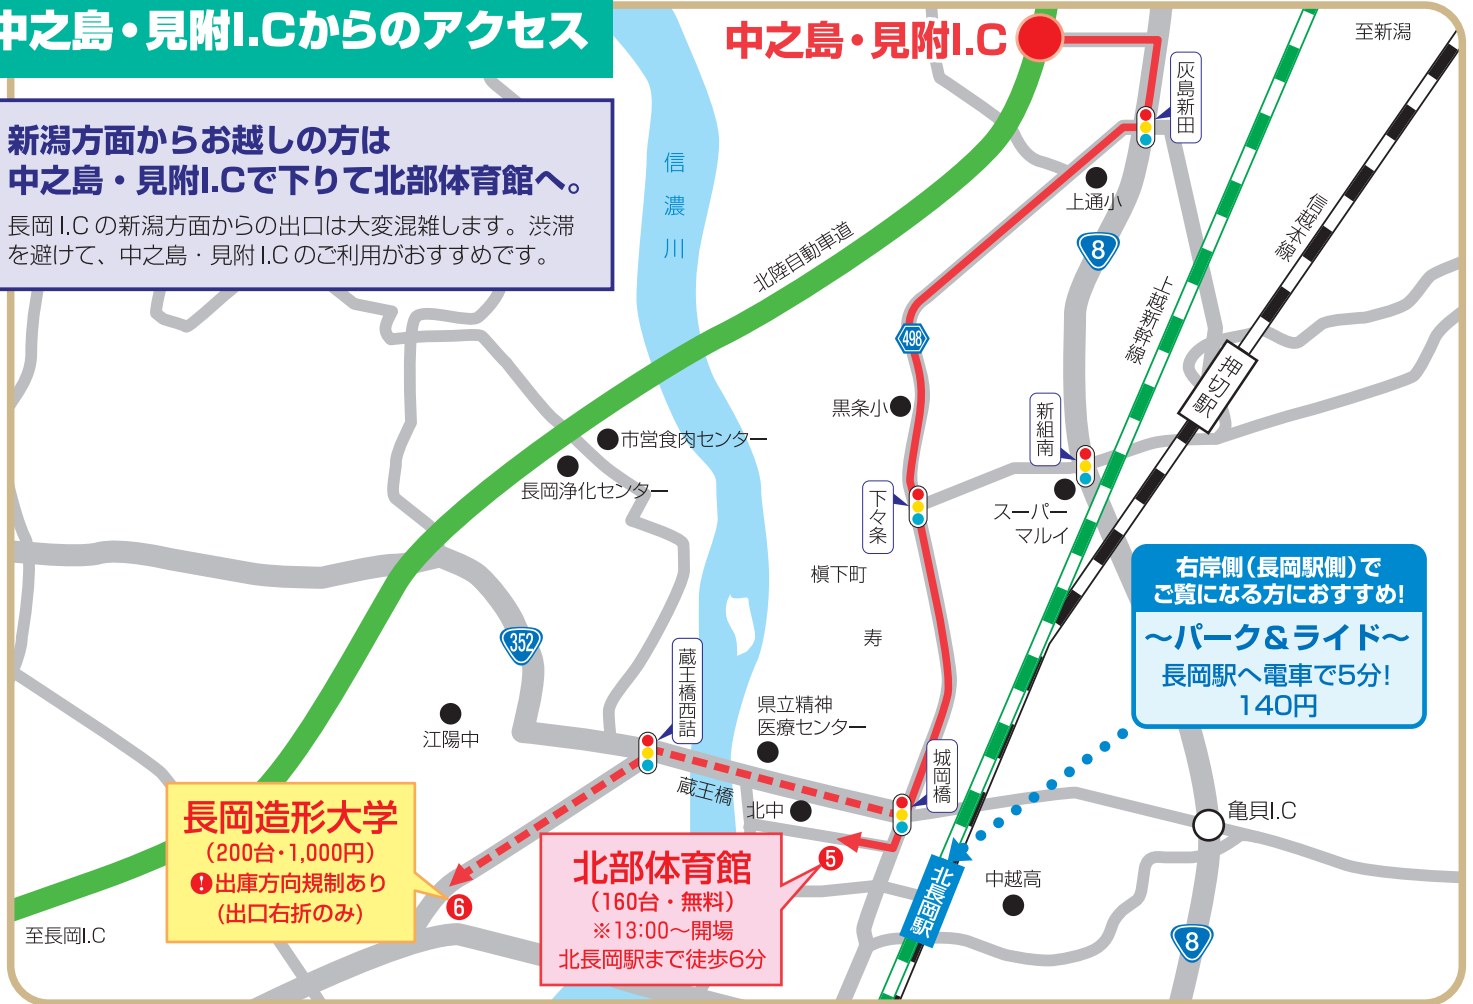 中之島・見附I.Cからのアクセス
新潟方面からお越しの方は
中之島・見附I.Cで下りて北部体育館へ。
長岡I.Cの新潟方面からの出口は大変混雑します。渋滞
を避けて、中之島・見附I.Cのご利用がおすすめです。
中之島・見附I.C
至新潟
灰島新田
信濃川
上通小
8
北陸自動車道
信越本線
上越新幹線
498
押切駅
黒条小
新組南
市営食肉センター
長岡浄化センター
下々条
スーパー
マルイ
槇下町
右岸側(長岡駅側)で
ご覧になる方におすすめ!
～パーク&ライド～
長岡駅へ電車で5分!
140円
寿
352
蔵王橋西詰
県立精神
医療センター
江陽中
城岡橋
蔵王橋
北中
亀貝I.C
長岡造形大学
(200台・1,000円)
!出庫方向規制あり
(出口右折のみ)
6
北部体育館
(160台・無料)
※13:00～開場
北長岡駅まで徒歩6分
5
北長岡駅
中越高
8
至長岡I.C